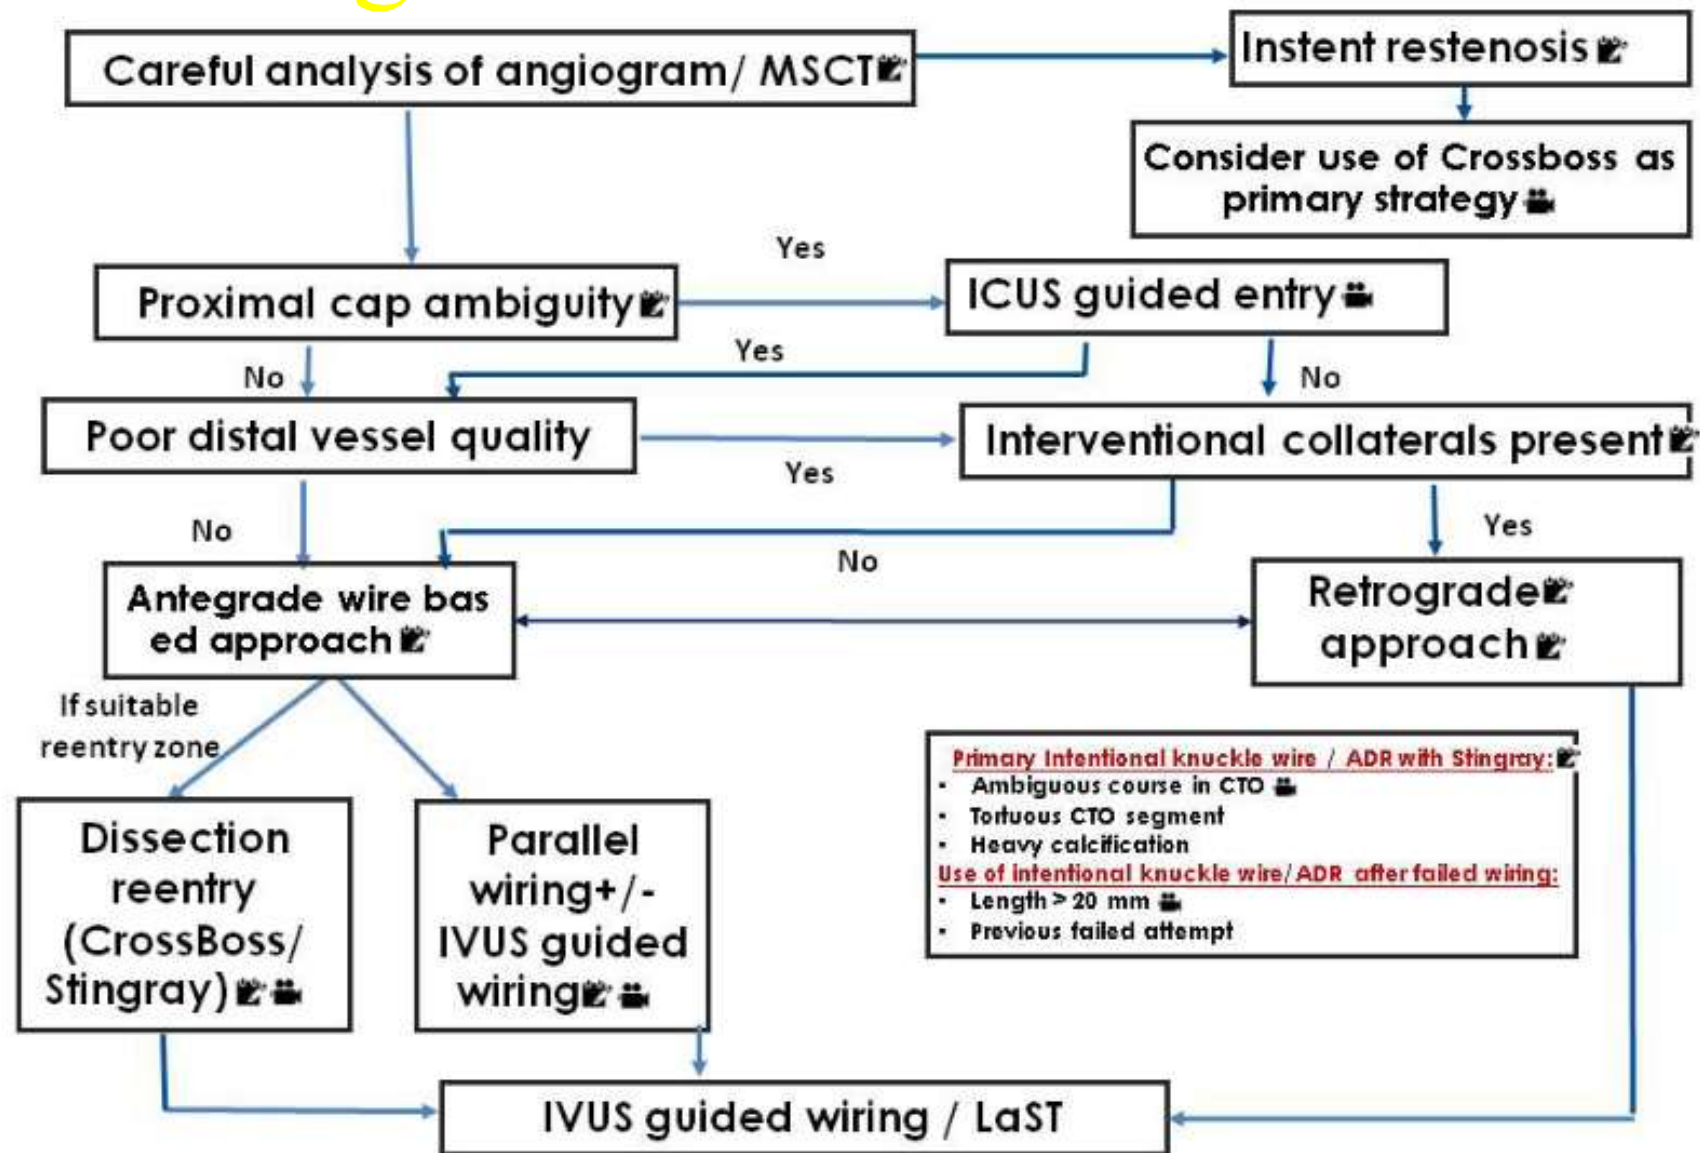 Careful analysis of angiogram/ MSCT
Instent restenosis
Consider use of Crossboss as
primary strategy
Yes
Proximal cap ambiguity
ICUS guided entry
Yes
No
No
Poor distal vessel quality
Interventional collaterals present
Yes
No
Yes
No
Antegrade wire bas
ed approach
Retrograde
approach
If suitable
reentry zone
Primary Intentional knuckle wire / ADR with Stingray:
▪ Ambiguous course in CTO
▪ Tortuous CTO segment
▪ Heavy calcification
Use of intentional knuckle wire/ADR after failed wiring:
▪ Length > 20 mm
▪ Previous failed attempt
Dissection
reentry
(CrossBoss/
Stingray)
Parallel
wiring+/-
IVUS guided
wiring
IVUS guided wiring / LaST